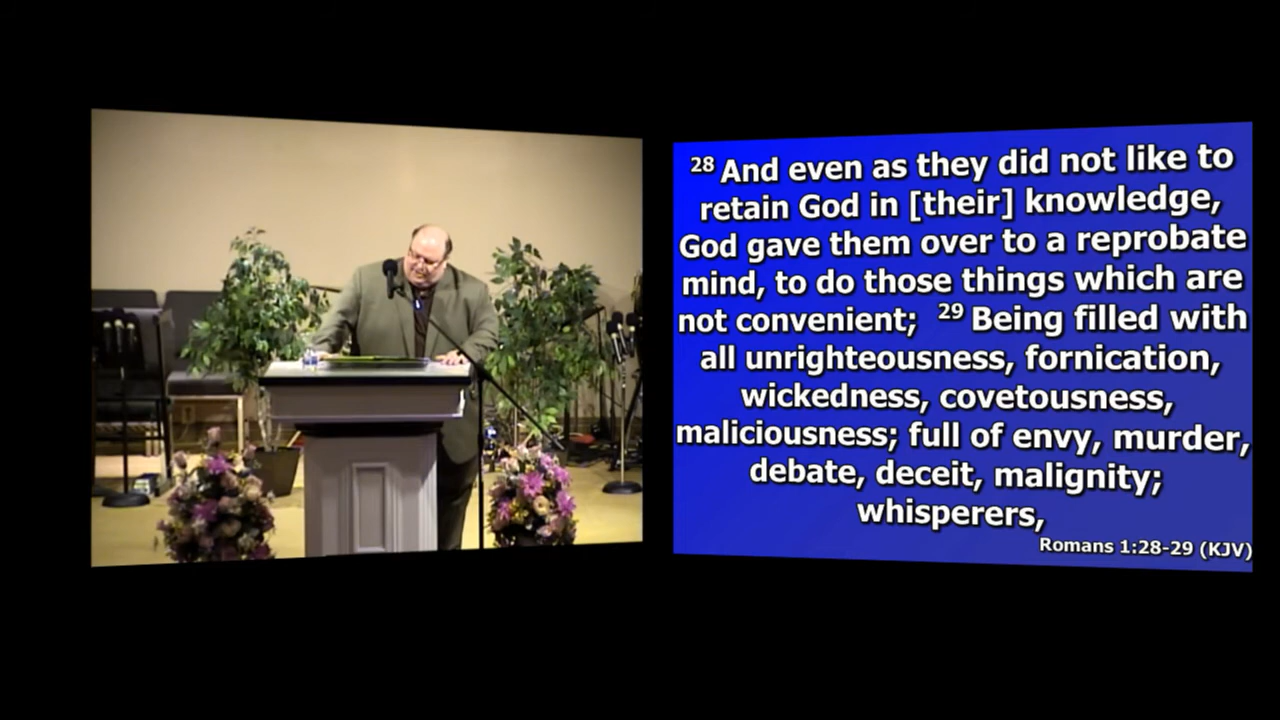 28 And even as they did not like to
retain God in [their] knowledge,
God gave them over to a reprobate
mind, to do those things which are
not convenient; 29 Being filled with
all unrighteousness, fornication,
wickedness, covetousness,
maliciousness; full of envy, murder,
debate, deceit, malignity;
whisperers,
Romans 1:28-29 (KJV)